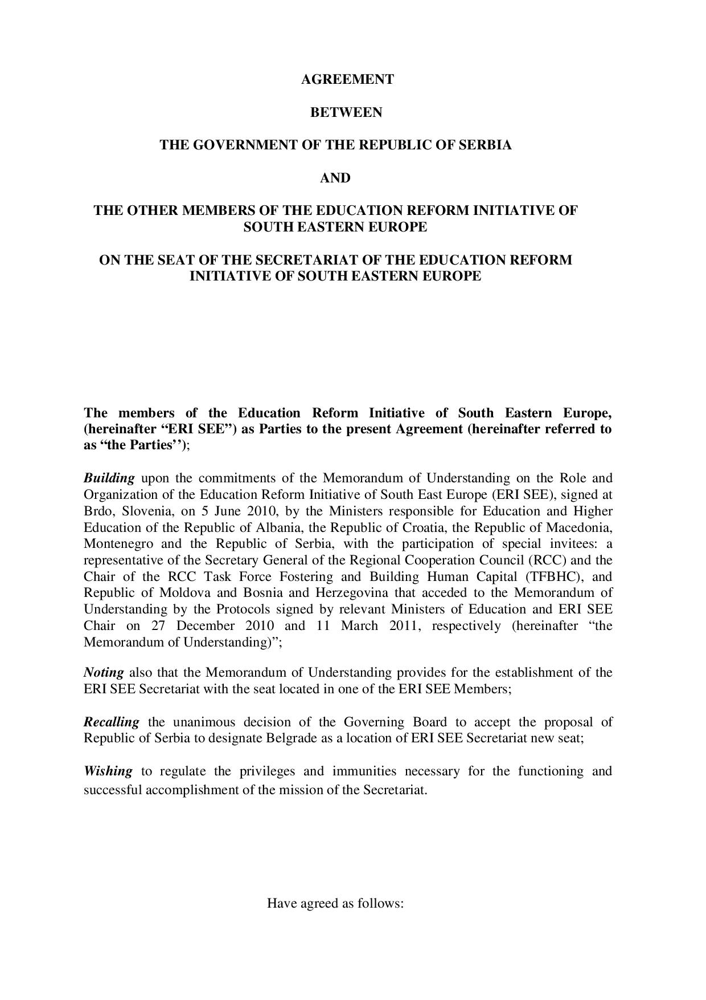 AGREEMENT
BETWEEN
THE GOVERNMENT OF THE REPUBLIC OF SERBIA
AND
THE OTHER MEMBERS OF THE EDUCATION REFORM INITIATIVE OF
SOUTH EASTERN EUROPE
ON THE SEAT OF THE SECRETARIAT OF THE EDUCATION REFORM
INITIATIVE OF SOUTH EASTERN EUROPE
The members of the Education Reform Initiative of South Eastern Europe,
(hereinafter “ERI SEE”) as Parties to the present Agreement (hereinafter referred to
as “the Parties’’);
Building upon the commitments of the Memorandum of Understanding on the Role and
Organization of the Education Reform Initiative of South East Europe (ERI SEE), signed at
Brdo, Slovenia, on 5 June 2010, by the Ministers responsible for Education and Higher
Education of the Republic of Albania, the Republic of Croatia, the Republic of Macedonia,
Montenegro and the Republic of Serbia, with the participation of special invitees: a
representative of the Secretary General of the Regional Cooperation Council (RCC) and the
Chair of the RCC Task Force Fostering and Building Human Capital (TFBHC), and
Republic of Moldova and Bosnia and Herzegovina that acceded to the Memorandum of
Understanding by the Protocols signed by relevant Ministers of Education and ERI SEE
Chair on 27 December 2010 and 11 March 2011, respectively (hereinafter “the
Memorandum of Understanding)”;
Noting also that the Memorandum of Understanding provides for the establishment of the
ERI SEE Secretariat with the seat located in one of the ERI SEE Members;
Recalling the unanimous decision of the Governing Board to accept the proposal of
Republic of Serbia to designate Belgrade as a location of ERI SEE Secretariat new seat;
Wishing to regulate the privileges and immunities necessary for the functioning and
successful accomplishment of the mission of the Secretariat.
Have agreed as follows: